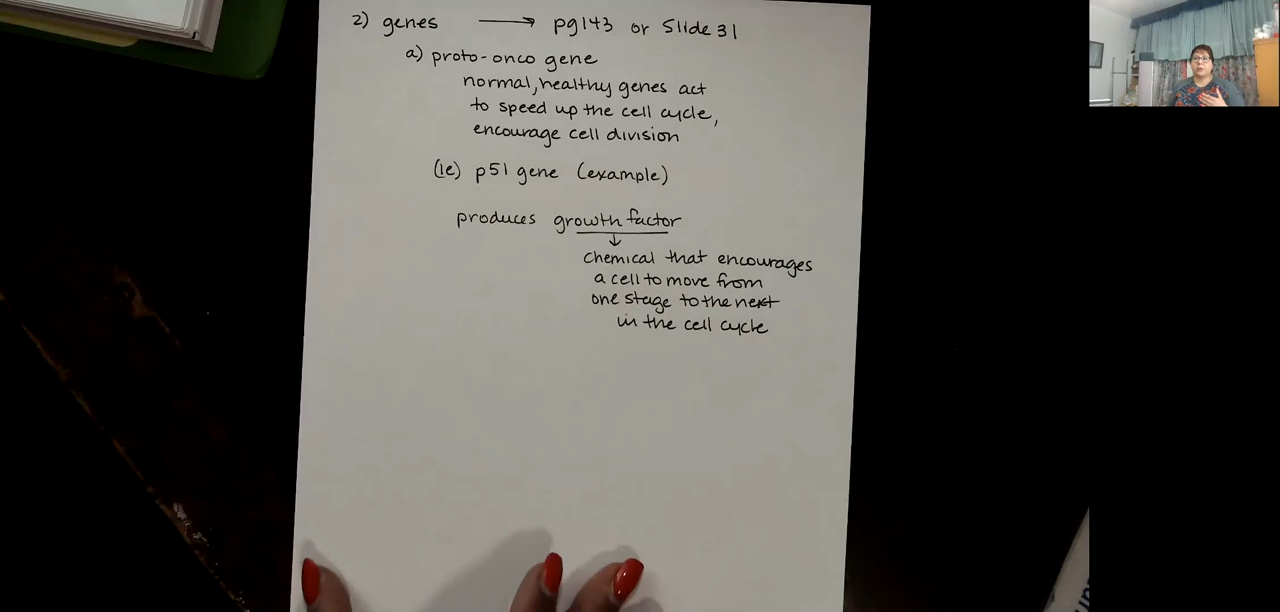 2) genes → pg143 or Slide 31
a) proto-onco gene
normal, healthy genes act
to speed up the cell cycle,
encourage cell division
(ie) p51 gene (example)
produces growth factor
↓
chemical that encourages
a cell to move from
one stage to the next
in the cell cycle